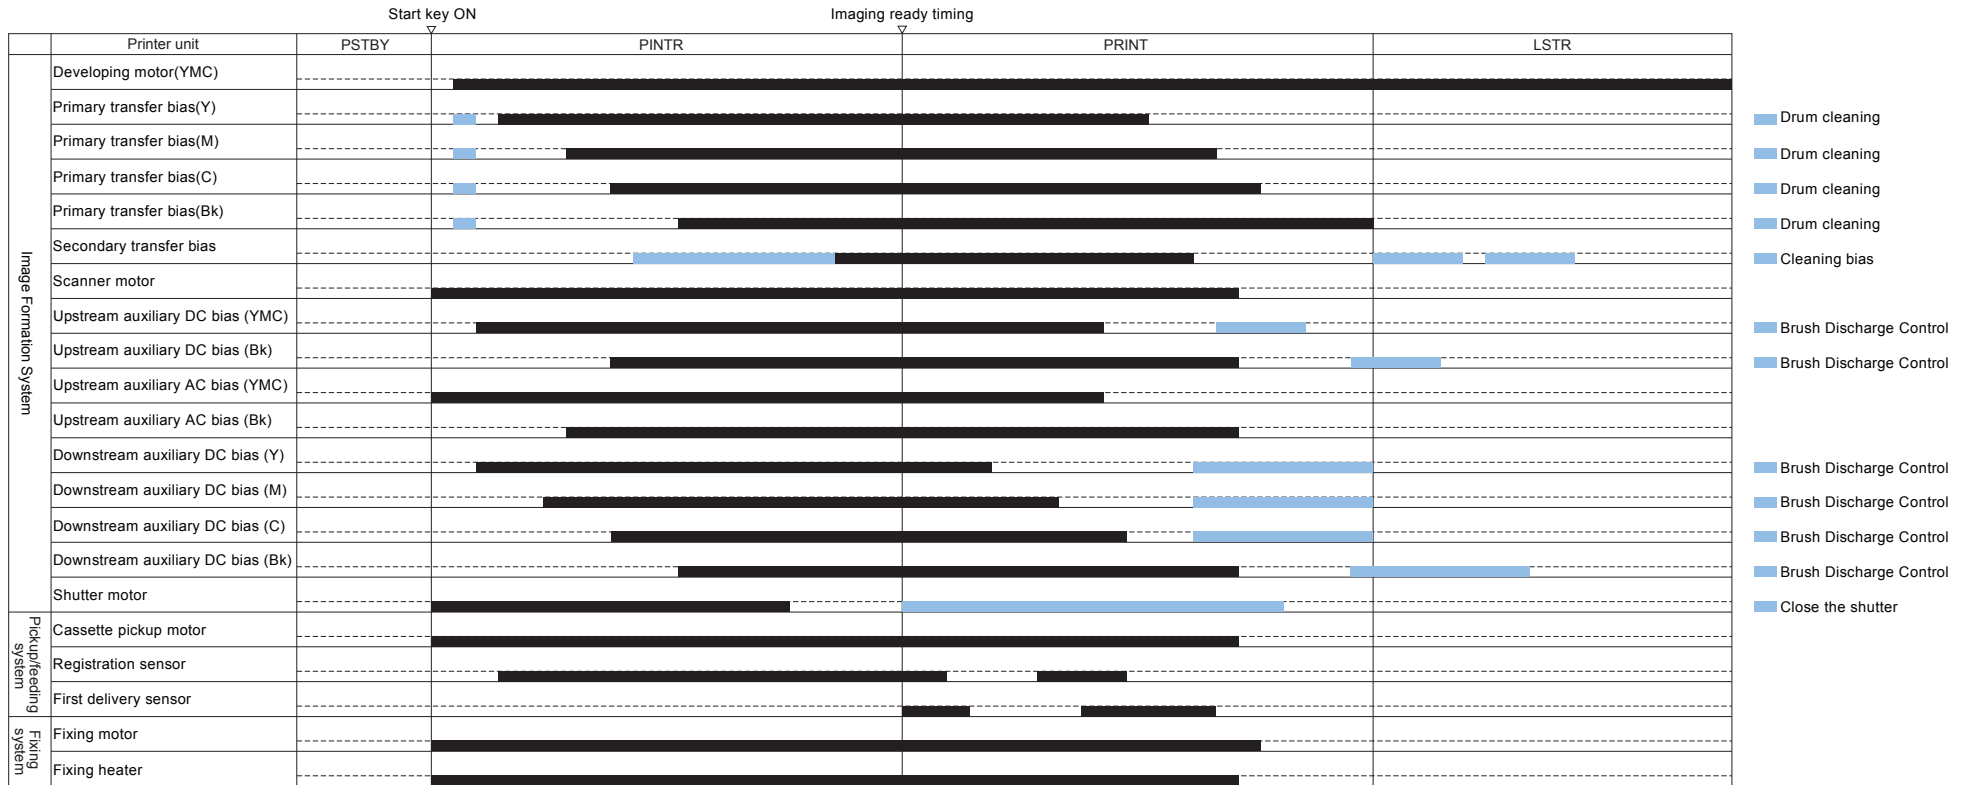 Start key ON
Imaging ready timing
Printer unit
PSTBY
PINTR
PRINT
LSTR
Image Formation System
Developing motor(YMC)
Primary transfer bias(Y)
Drum cleaning
Primary transfer bias(M)
Drum cleaning
Primary transfer bias(C)
Drum cleaning
Primary transfer bias(Bk)
Drum cleaning
Secondary transfer bias
Cleaning bias
Scanner motor
Upstream auxiliary DC bias (YMC)
Brush Discharge Control
Upstream auxiliary DC bias (Bk)
Brush Discharge Control
Upstream auxiliary AC bias (YMC)
Upstream auxiliary AC bias (Bk)
Downstream auxiliary DC bias (Y)
Brush Discharge Control
Downstream auxiliary DC bias (M)
Brush Discharge Control
Downstream auxiliary DC bias (C)
Brush Discharge Control
Downstream auxiliary DC bias (Bk)
Brush Discharge Control
Shutter motor
Close the shutter
Pickup/feeding
system
Cassette pickup motor
Registration sensor
First delivery sensor
Fixing
system
Fixing motor
Fixing heater